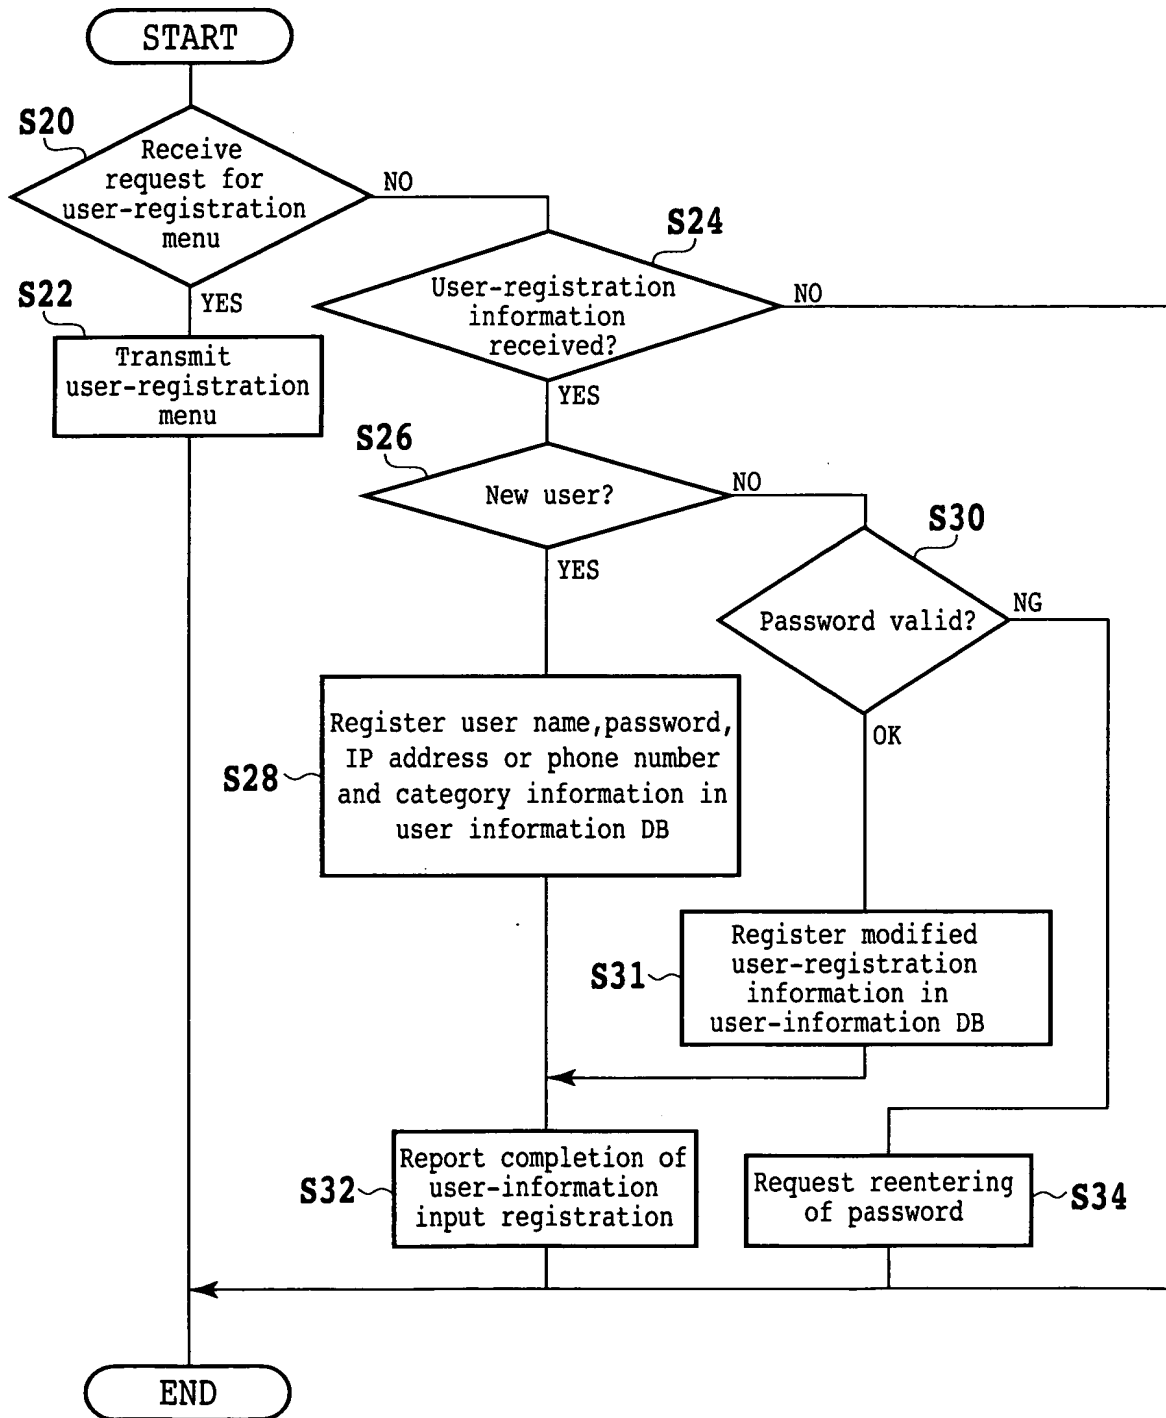 START
S20
Receive
request for
user-registration
menu
NO
YES
S22
Transmit
user-registration
menu
S24
User-registration
information
received?
NO
YES
S26
New user?
NO
YES
S30
Password valid?
NG
OK
S28
Register user name,password,
IP address or phone number
and category information in
user information DB
S31
Register modified
user-registration
information in
user-information DB
S32
Report completion of
user-information
input registration
Request reentering
of password
S34
END